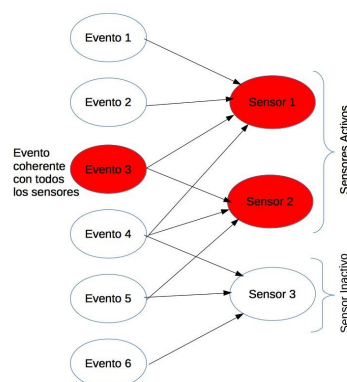 Evento 1
Evento 2
Evento
coherente
con todos
los sensores
Evento 3
Evento 4
Evento 5
Evento 6
Sensor 1
Sensor 2
Sensor 3
Sensores Activos
Sensor Inactivo